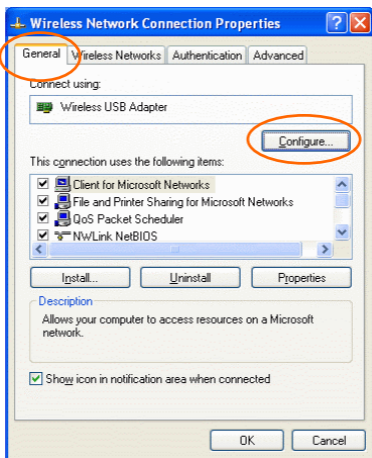 Wireless Network Connection Properties
General Wireless Networks Authentication Advanced
Connect using:
Wireless USB Adapter
Configure...
This connection uses the following items:
Client for Microsoft Networks
File and Printer Sharing for Microsoft Networks
QoS Packet Scheduler
NWLink NetBIOS
Install... Uninstall Properties
Description
Allows your computer to access resources on a Microsoft
network.
Show icon in notification area when connected
OK Cancel